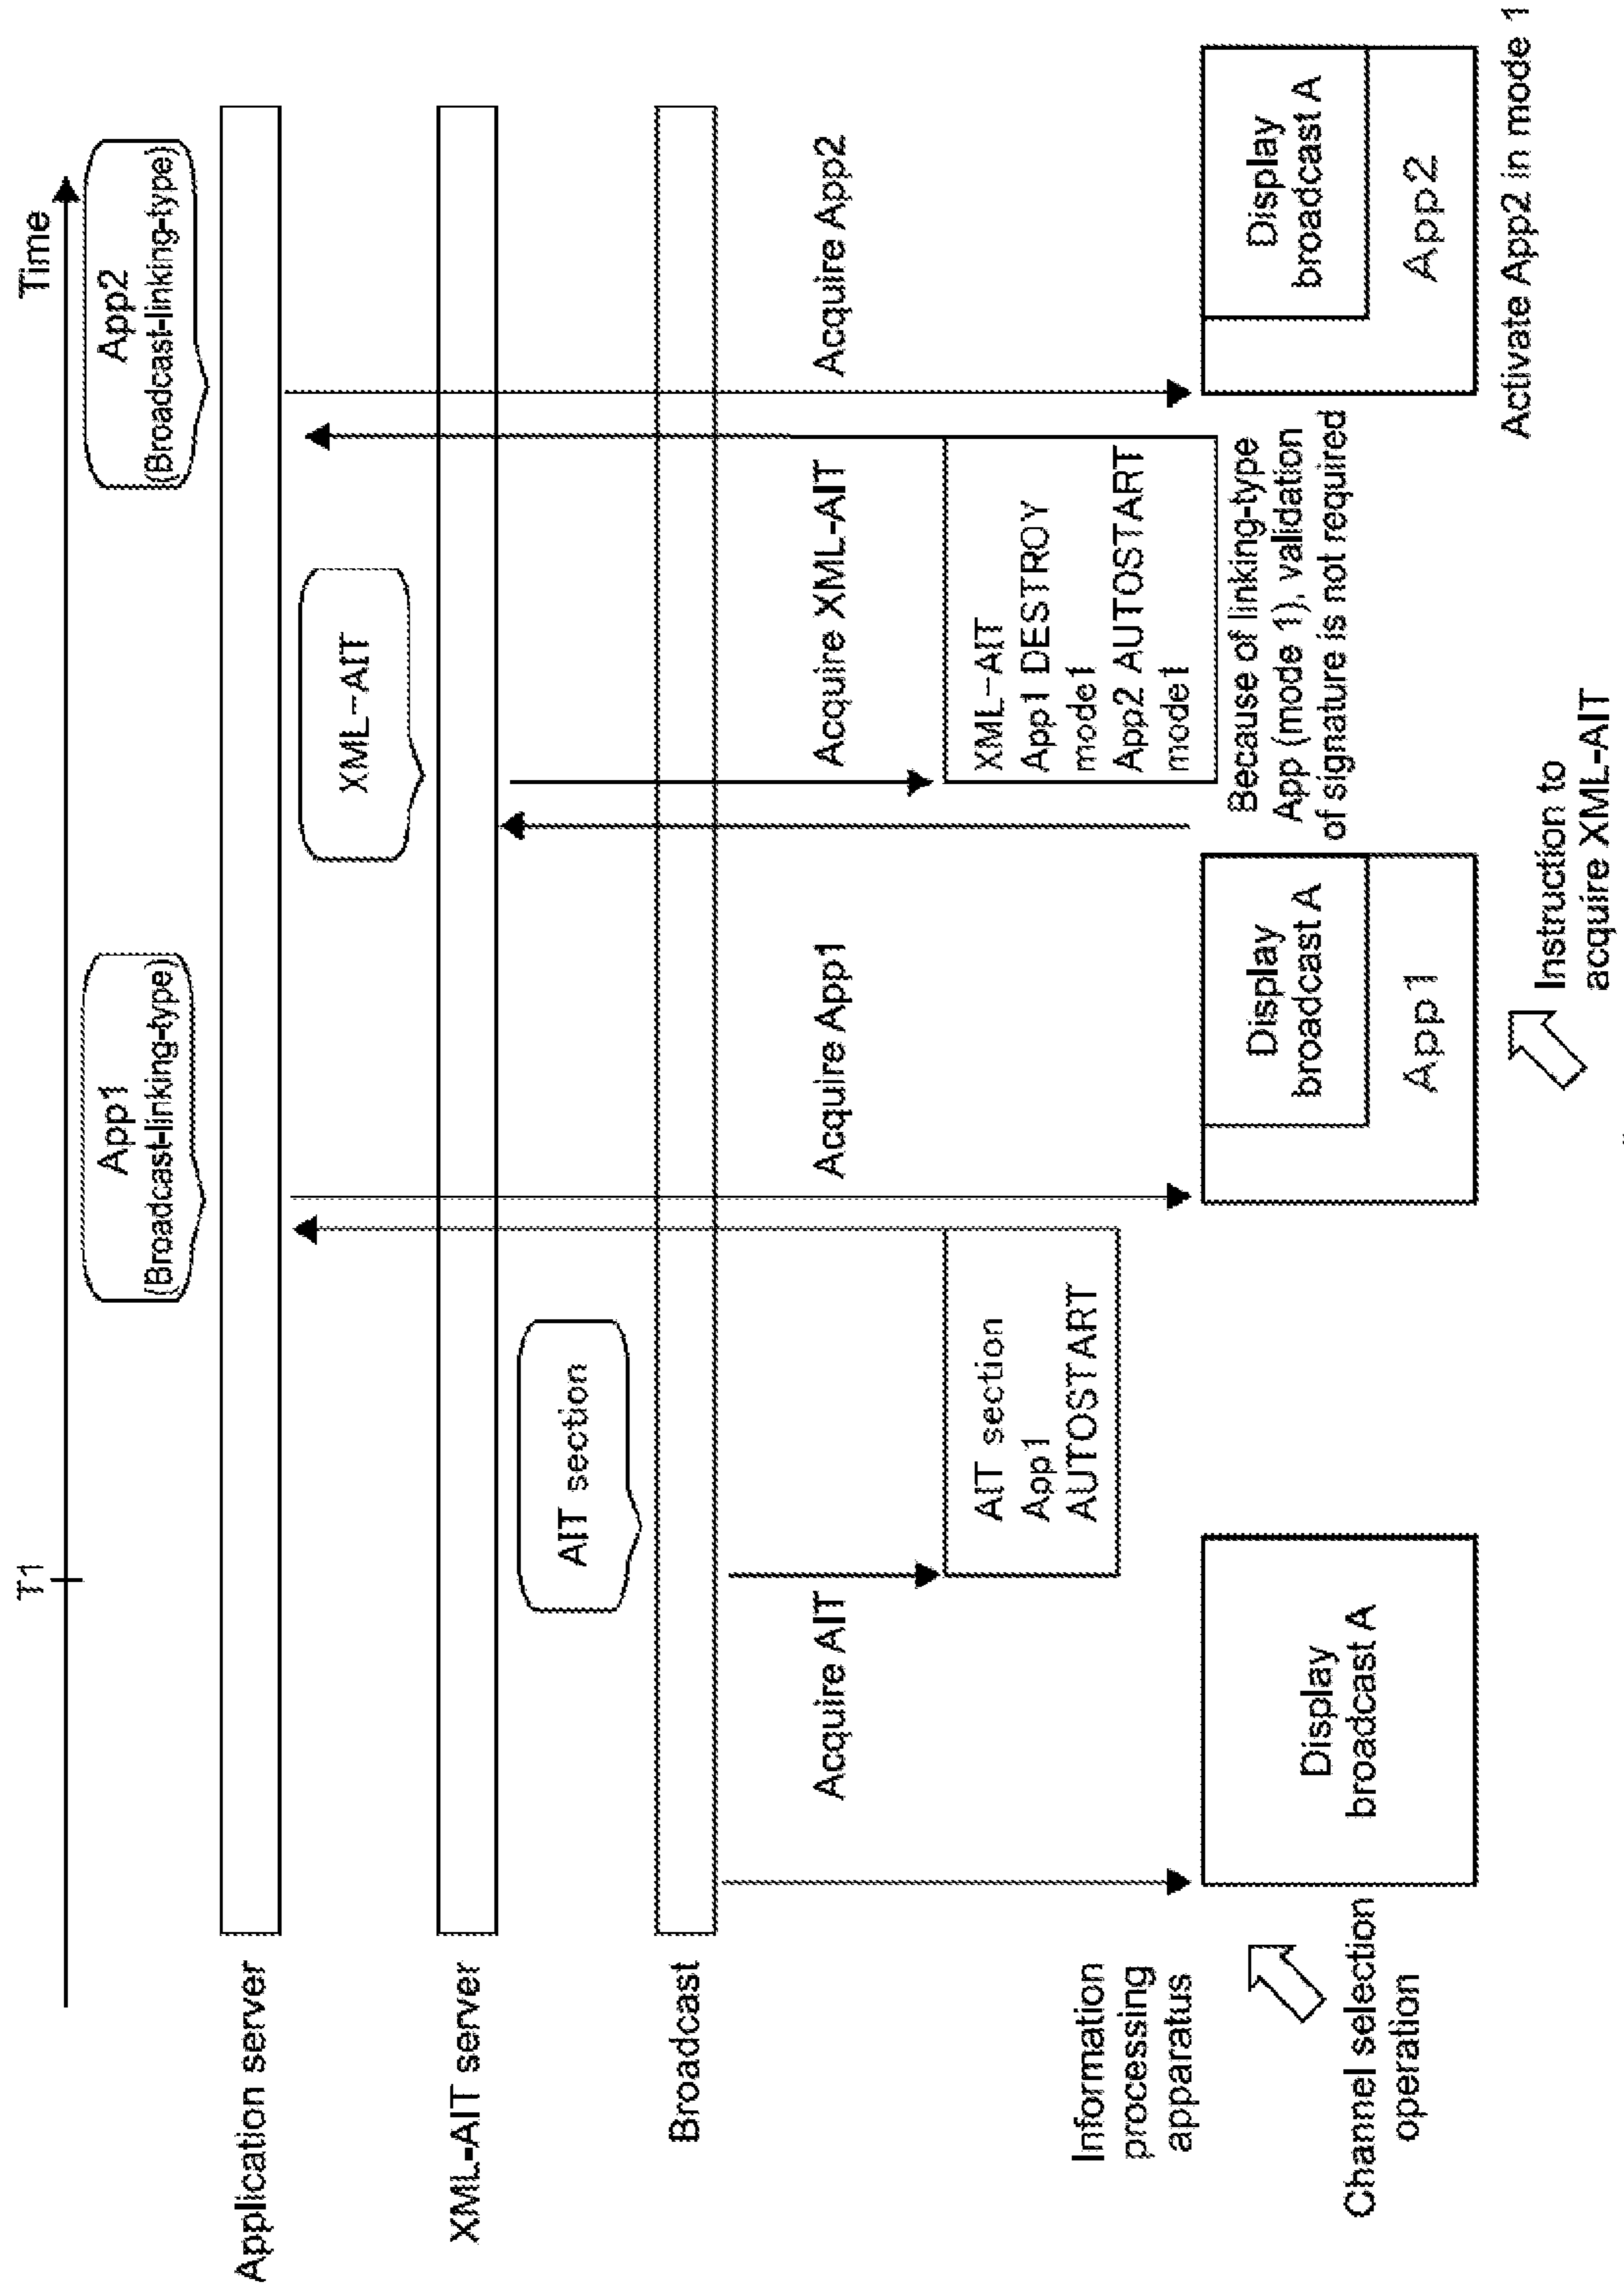 Time
T1
App1
(Broadcast-linking-type)
App2
(Broadcast-linking-type)
Application server
XML-AIT
XML-AIT server
AIT section
Broadcast
Acquire AIT
Acquire App1
Acquire XML-AIT
Acquire App2
AIT section
App1
AUTOSTART
XML-AIT
App1 DESTROY
mode1
App2 AUTOSTART
mode1
Because of linking-type
App (mode 1), validation
of signature is not required
Information
processing
apparatus
Display
broadcast A
Display
broadcast A
App1
Display
broadcast A
App2
Channel selection
operation
Instruction to
acquire XML-AIT
Activate App2 in mode 1